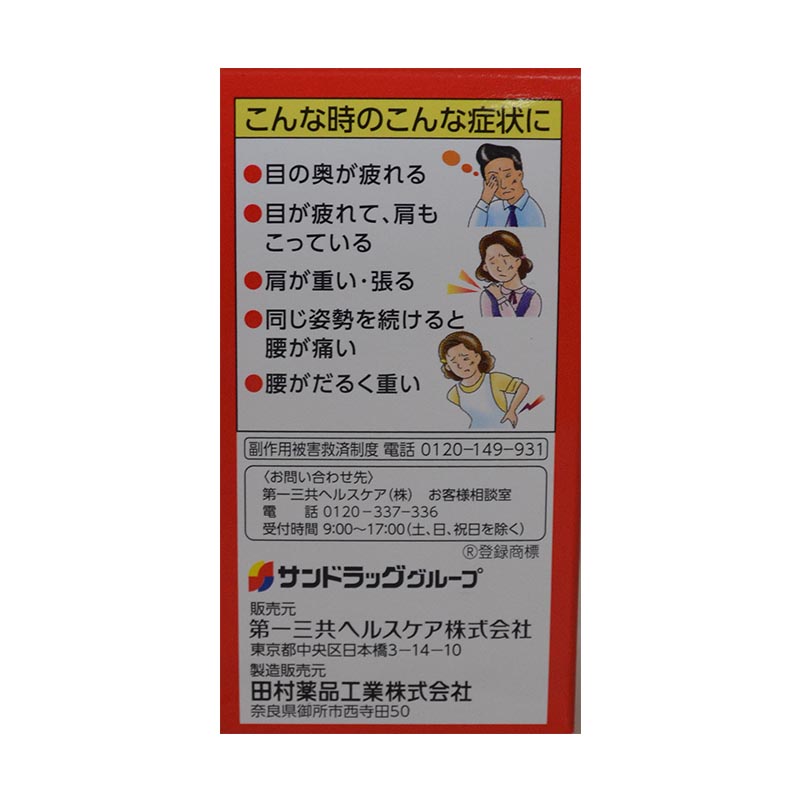 こんな時のこんな症状に
●目の奥が疲れる
●目が疲れて、肩も
こっている
●肩が重い・張る
●同じ姿勢を続けると
腰が痛い
●腰がだるく重い
副作用被害救済制度 電話 0120-149-931
〈お問い合わせ先〉
第一三共ヘルスケア(株) お客様相談室
電 話 0120-337-336
受付時間 9:00~17:00(土、日、祝日を除く)
®登録商標
サンドラッググループ
販売元
第一三共ヘルスケア株式会社
東京都中央区日本橋3-14-10
製造販売元
田村薬品工業株式会社
奈良県御所市西寺田50